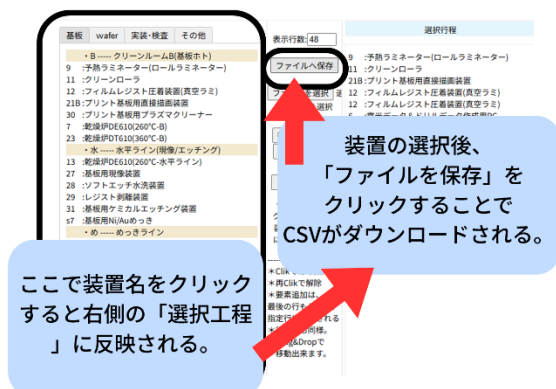 基板 wafer 実装・検査 その他
・B ----- クリーンルームB(基板ホト)
9 :予熱ラミネーター(ロールラミネーター)
11 :クリーンローラ
12 :フィルムレジスト圧着装置(真空ラミ)
21B :プリント基板用直接描画装置
30 :プリント基板用プラズマクリーナー
7 :乾燥炉DE610(260℃-B)
23 :乾燥炉DT610(260℃-B)
・水 ----- 水平ライン(現像/エッチング)
13 :乾燥炉DE610(260℃-水平ライン)
27 :基板用現像装置
28 :ソフトエッチ水洗装置
29 :レジスト剥離装置
31 :基板用ケミカルエッチング装置
s7 :基板用Ni/Auめっき
・め ----- めっきライン
表示行数: 48
ファイルへ保存
選択
選択行程
9 :予熱ラミネーター(ロールラミネーター)
11 :クリーンローラ
21B :プリント基板用直接描画装置
12 :フィルムレジスト圧着装置(真空ラミ)
12 :フィルムレジスト圧着装置(真空ラミ)
装置の選択後、
「ファイルを保存」を
クリックすることで
CSVがダウンロードされる。
ここで装置名をクリック
すると右側の「選択工程
」に反映される。
*再Clikで解除
*要素追加は、
最後の行も
指定行
移動出来ます。